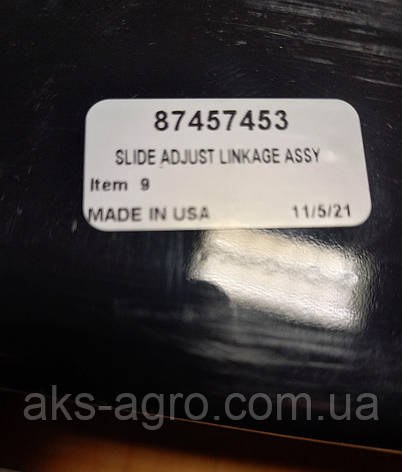 87457453
SLIDE ADJUST LINKAGE ASSY
Item 9
MADE IN USA 11/5/21
aks-agro.com.ua